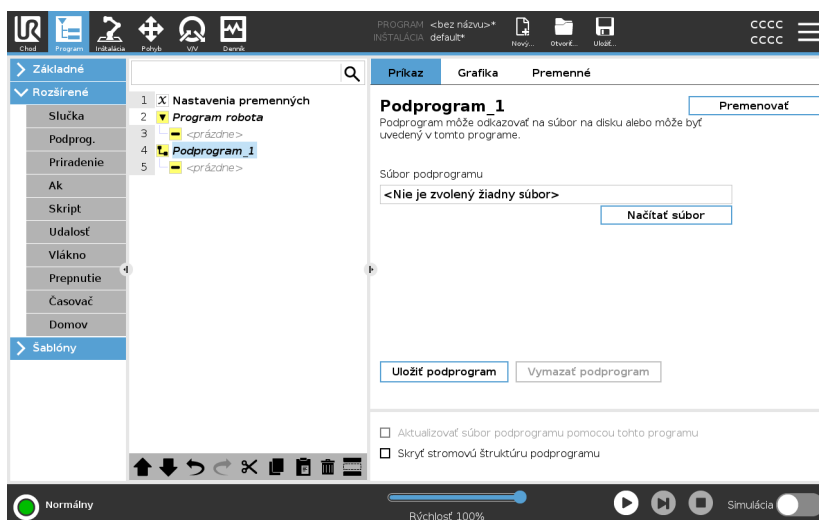 PROGRAM <bez názvu>*
INŠTALÁCIA default*
CCCC
CCCC
Chod
Program
Inštalácia
Pohyb
V/V
Denník
Nový...
Otvoriť...
Uložiť...
Základné
Rozšírené
Slučka
Podprog.
Priradenie
Ak
Skript
Udalosť
Vlákno
Prepnutie
Časovač
Domov
Šablóny
1 X Nastavenia premenných
2 Program robota
3 <prázdne>
4 Podprogram_1
5 <prázdne>
Príkaz
Grafika
Premenné
Podprogram_1
Premenovať
Podprogram môže odkazovať na súbor na disku alebo môže byť
uvedený v tomto programe.
Súbor podprogramu
<Nie je zvolený žiadny súbor>
Načítať súbor
Uložiť podprogram
Vymazať podprogram
Aktualizovať súbor podprogramu pomocou tohto programu
Skryť stromovú štruktúru podprogramu
Normálny
Rýchlosť 100%
Simulácia